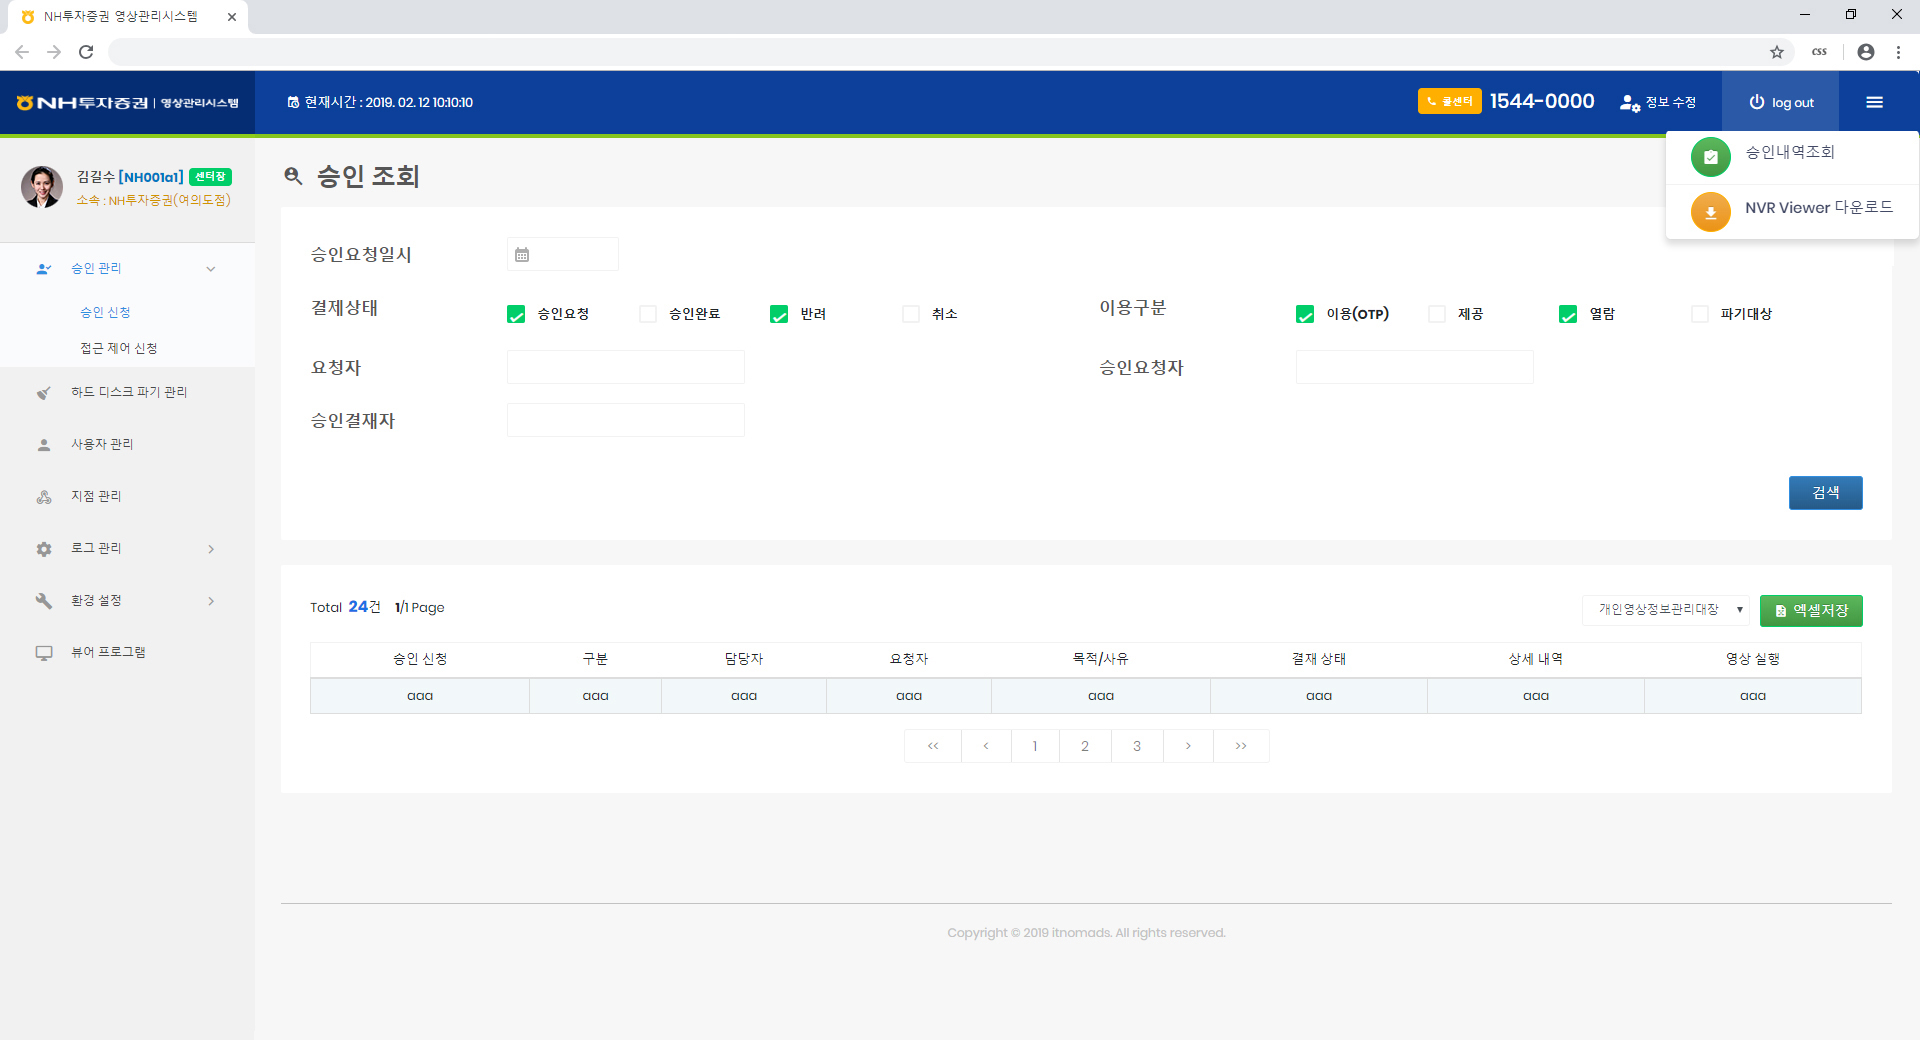 NH투자증권 영상관리시스템
css
NH투자증권 | 영상관리시스템
현재시간 : 2019. 02. 12 10:10:10
콜센터 1544-0000
정보 수정
log out
승인내역조회
NVR Viewer 다운로드
김길수 [NH001a1] 센터장
소속 : NH투자증권(여의도점)
승인 관리
승인 신청
접근 제어 신청
하드 디스크 파기 관리
사용자 관리
지점 관리
로그 관리
환경 설정
뷰어 프로그램
승인 조회
승인요청일시
결제상태 승인요청 승인완료 반려 취소
이용구분 이용(OTP) 제공 열람 파기대상
요청자
승인요청자
승인결재자
검색
Total 24건 1/1 Page
개인영상정보관리대장
엑셀저장
승인 신청 구분 담당자 요청자 목적/사유 결재 상태 상세 내역 영상 실행
aaa aaa aaa aaa aaa aaa aaa aaa
<< < 1 2 3 > >>
Copyright © 2019 itnomads. All rights reserved.